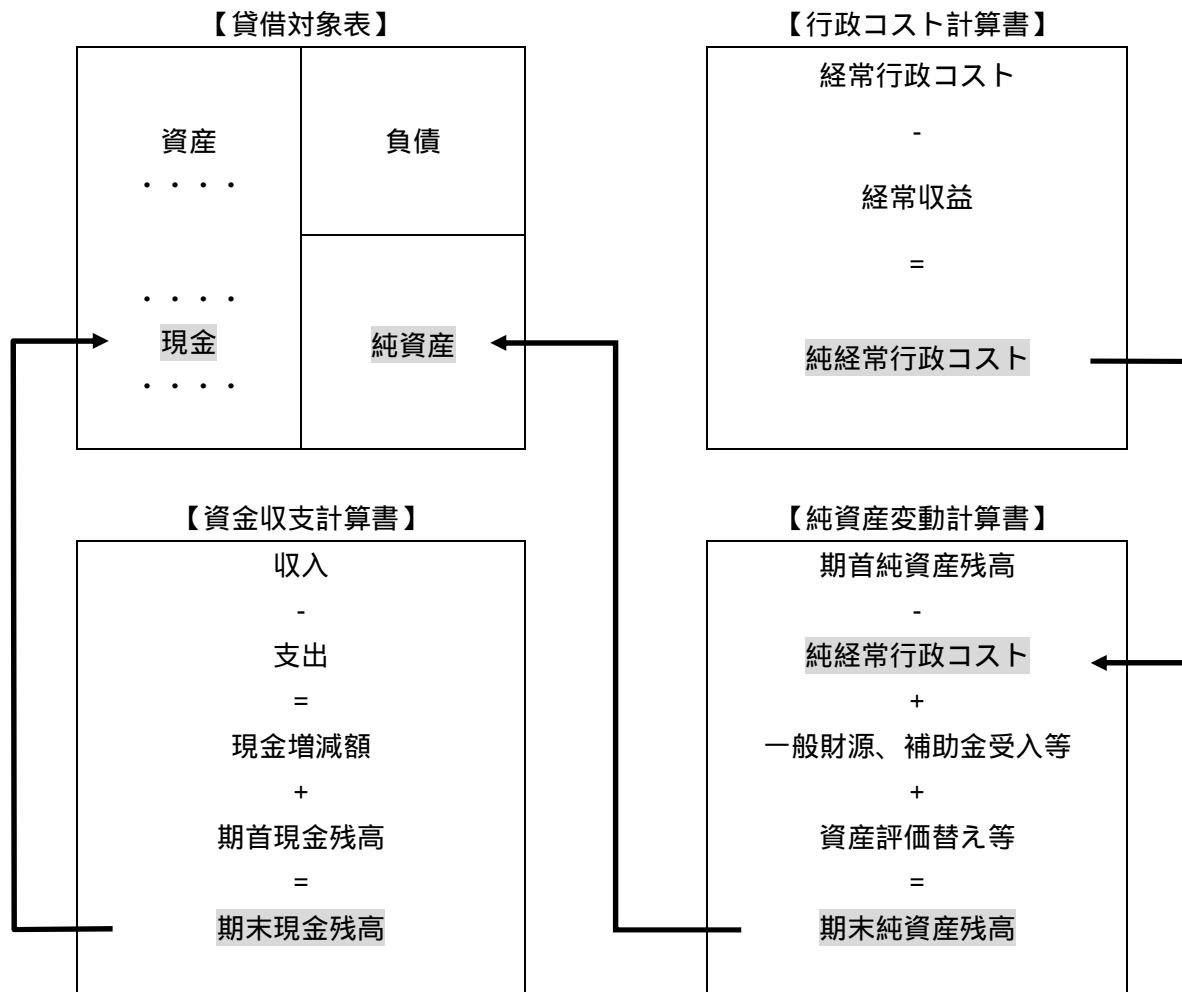 【貸借対象表】
資産
・・・・
・・・・
現金
・・・・
負債
純資産
【行政コスト計算書】
経常行政コスト
-
経常収益
=
純経常行政コスト
【資金収支計算書】
収入
-
支出
=
現金増減額
+
期首現金残高
=
期末現金残高
【純資産変動計算書】
期首純資産残高
-
純経常行政コスト
+
一般財源、補助金受入等
+
資産評価替え等
=
期末純資産残高